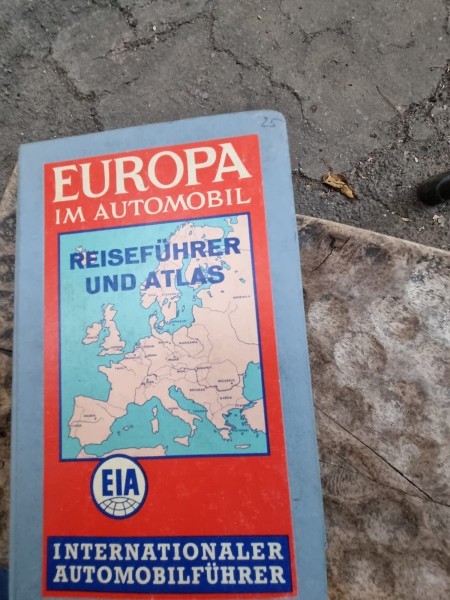 25
EUROPA
IM AUTOMOBIL
REISEFÜHRER
UND ATLAS
EIA
INTERNATIONALER
AUTOMOBILFÜHRER